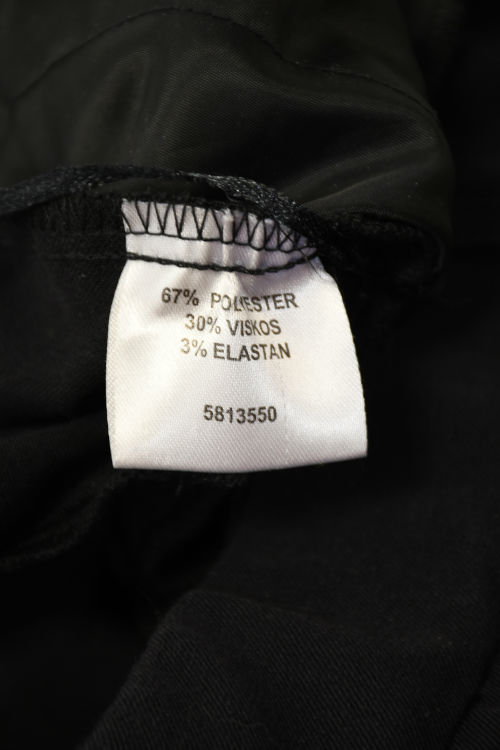 67% POLYESTER
30% VISKOS
3% ELASTAN
5813550